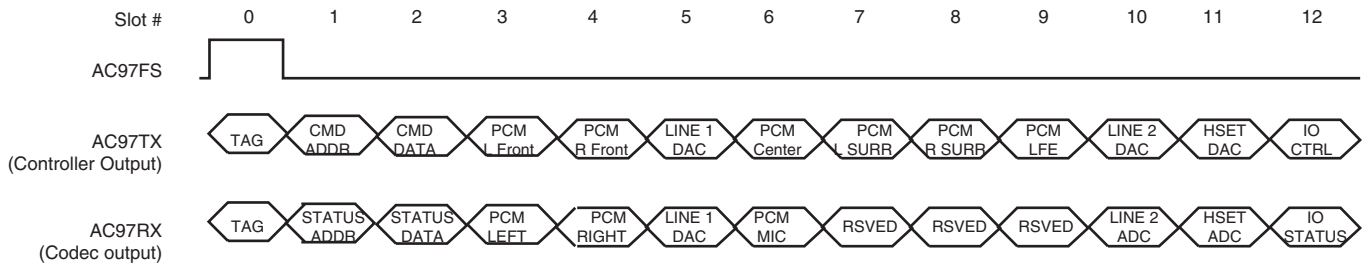 Slot # 0 1 2 3 4 5 6 7 8 9 10 11 12
AC97FS
AC97TX
(Controller Output)
TAG
CMD
ADDR
CMD
DATA
PCM
L Front
PCM
R Front
LINE 1
DAC
PCM
Center
PCM
L SURR
PCM
R SURR
PCM
LFE
LINE 2
DAC
HSET
DAC
IO
CTRL
AC97RX
(Codec output)
TAG
STATUS
ADDR
STATUS
DATA
PCM
LEFT
PCM
RIGHT
LINE 1
DAC
PCM
MIC
RSVED
RSVED
RSVED
LINE 2
ADC
HSET
ADC
IO
STATUS